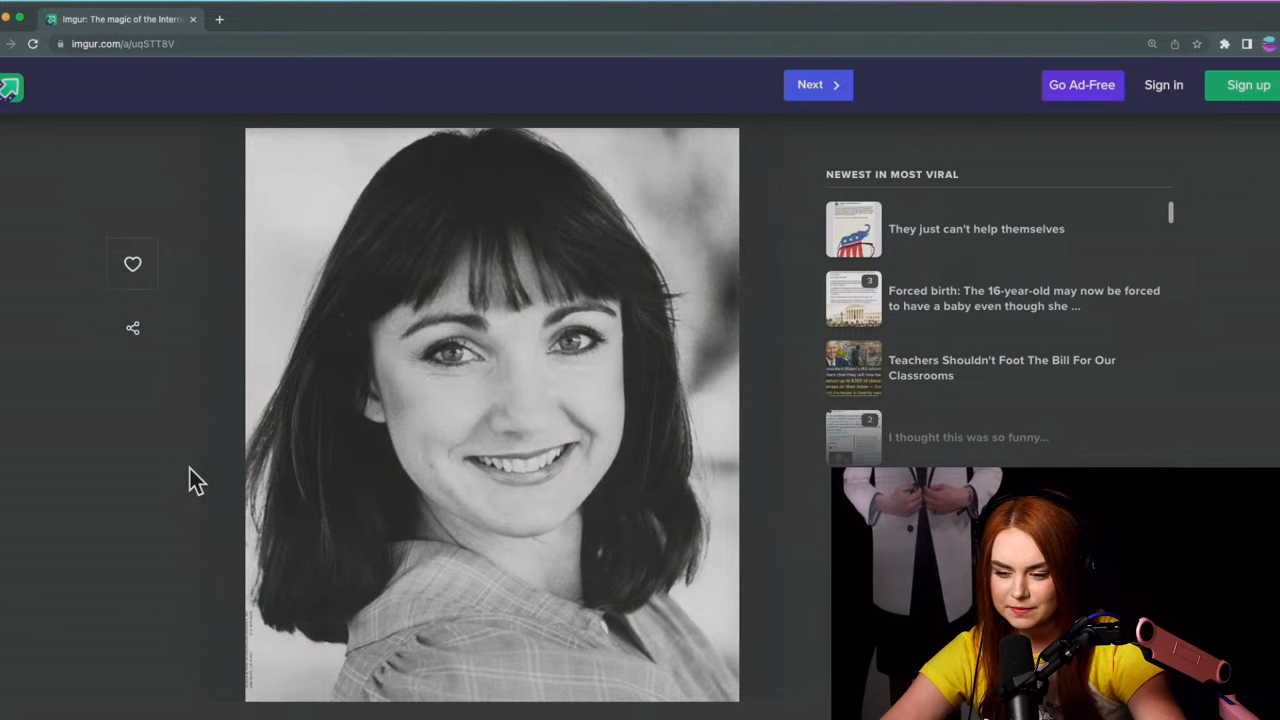 Imgur: The magic of the Intern
imgur.com/a/uqSTT8V
Next
Go Ad-Free
Sign in
Sign up
NEWEST IN MOST VIRAL
They just can't help themselves
3
Forced birth: The 16-year-old may now be forced
to have a baby even though she ...
Teachers Shouldn't Foot The Bill For Our
Classrooms
2
I thought this was so funny...